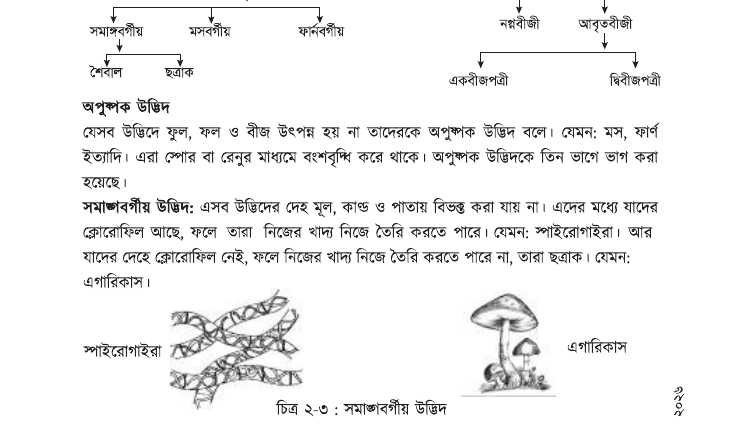 সমাঙ্গবর্গীয় মসবর্গীয় ফার্নবর্গীয় নগ্নবীজী আবৃতবীজী
শৈবাল ছত্রাক একবীজপত্রী দ্বিবীজপত্রী
অপুষ্পক উদ্ভিদ
যেসব উদ্ভিদে ফুল, ফল ও বীজ উৎপন্ন হয় না তাদেরকে অপুষ্পক উদ্ভিদ বলে। যেমন: মস, ফার্ণ
ইত্যাদি। এরা স্পোর বা রেনুর মাধ্যমে বংশবৃদ্ধি করে থাকে। অপুষ্পক উদ্ভিদকে তিন ভাগে ভাগ করা
হয়েছে।
সমাঙ্গবর্গীয় উদ্ভিদ: এসব উদ্ভিদের দেহ মূল, কাণ্ড ও পাতায় বিভক্ত করা যায় না। এদের মধ্যে যাদের
ক্লোরোফিল আছে, ফলে তারা নিজের খাদ্য নিজে তৈরি করতে পারে। যেমন: স্পাইরোগাইরা। আর
যাদের দেহে ক্লোরোফিল নেই, ফলে নিজের খাদ্য নিজে তৈরি করতে পারে না, তারা ছত্রাক। যেমন:
এগারিকাস।
স্পাইরোগাইরা এগারিকাস
চিত্র ২-৩ : সমাঙ্গবর্গীয় উদ্ভিদ
২০২৬